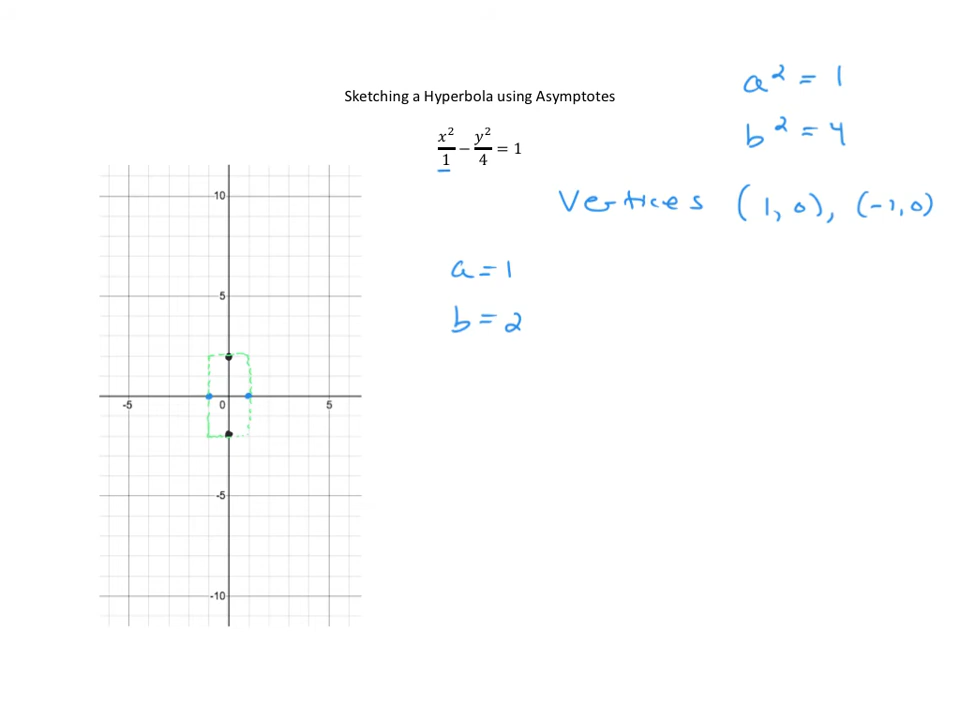 a² = 1
Sketching a Hyperbola using Asymptotes
b² = 4
x²/1 − y²/4 = 1
Vertices (1, 0), (-1, 0)
10
a = 1
5
b = 2
-5 0 5
-5
-10